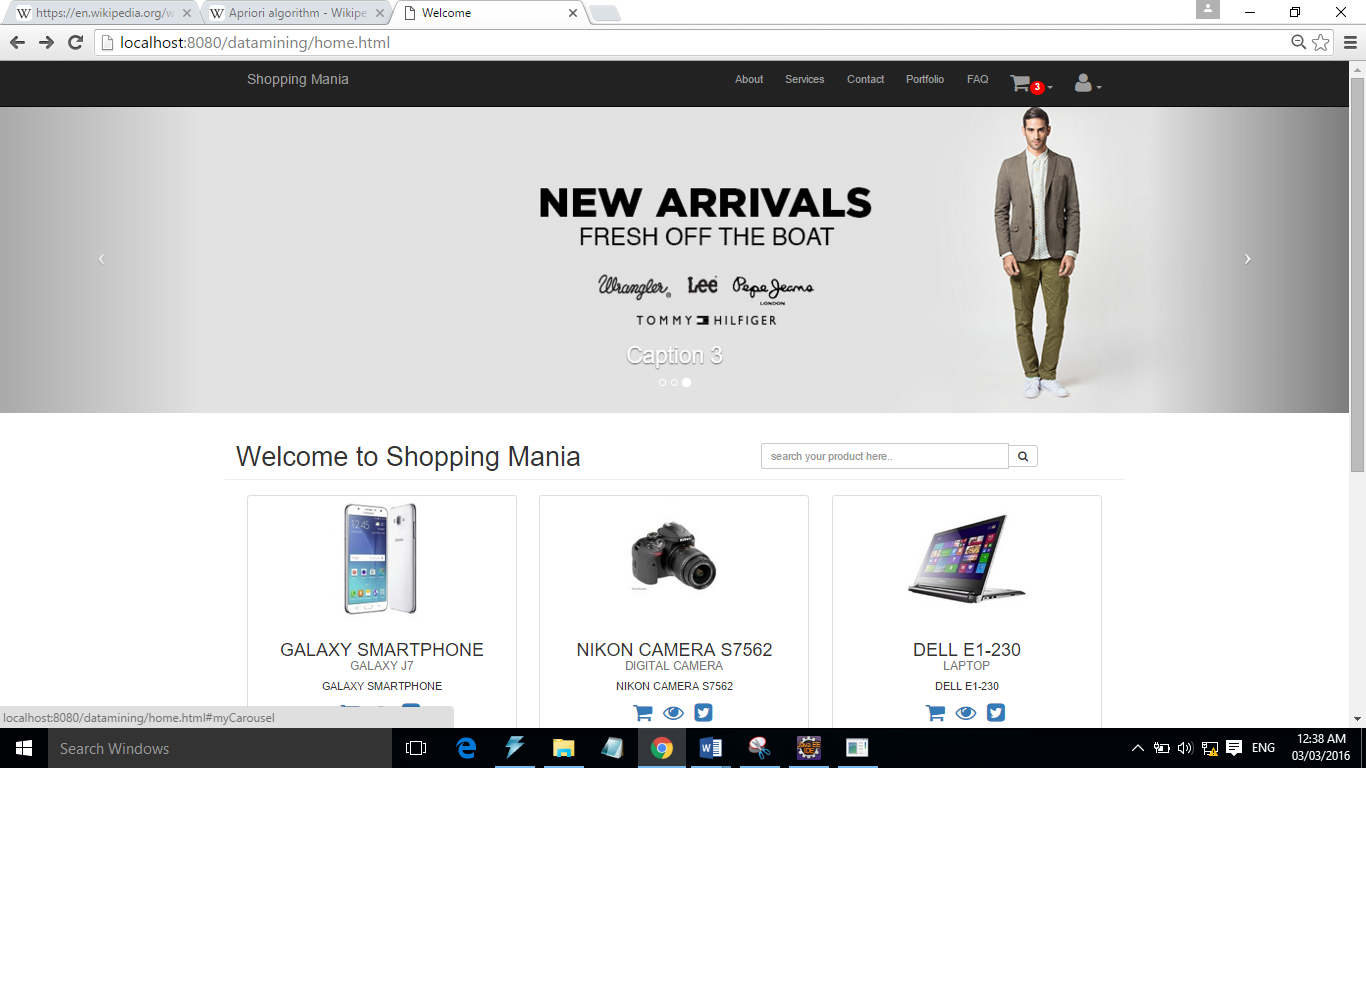 https://en.wikipedia.org/w
Apriori algorithm - Wikipe
Welcome
localhost:8080/datamining/home.html
Shopping Mania
About
Services
Contact
Portfolio
FAQ
3
NEW ARRIVALS
FRESH OFF THE BOAT
Wrangler® Lee Pepe Jeans
LONDON
TOMMY HILFIGER
Caption 3
Welcome to Shopping Mania
search your product here..
GALAXY SMARTPHONE
GALAXY J7
GALAXY SMARTPHONE
NIKON CAMERA S7562
DIGITAL CAMERA
NIKON CAMERA S7562
DELL E1-230
LAPTOP
DELL E1-230
localhost:8080/datamining/home.html#myCarousel
Search Windows
ENG
12:38 AM
03/03/2016